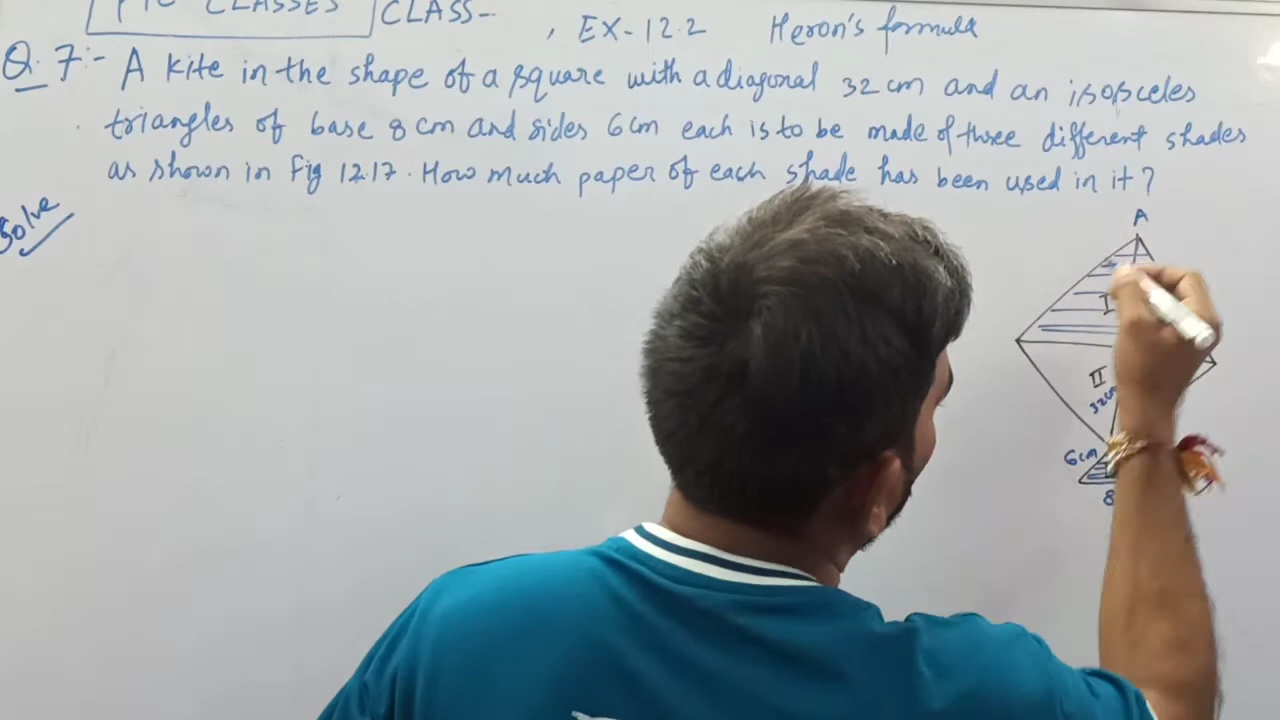 CLASSES CLASS-
, EX-12.2 Heron's formula
Q.7:- A kite in the shape of a square with a diagonal 32 cm and an isosceles
triangles of base 8 cm and sides 6 cm each is to be made of three different shades
as shown in Fig 12.17. How much paper of each shade has been used in it?
Solve
A
I
II
32cm
6cm
8